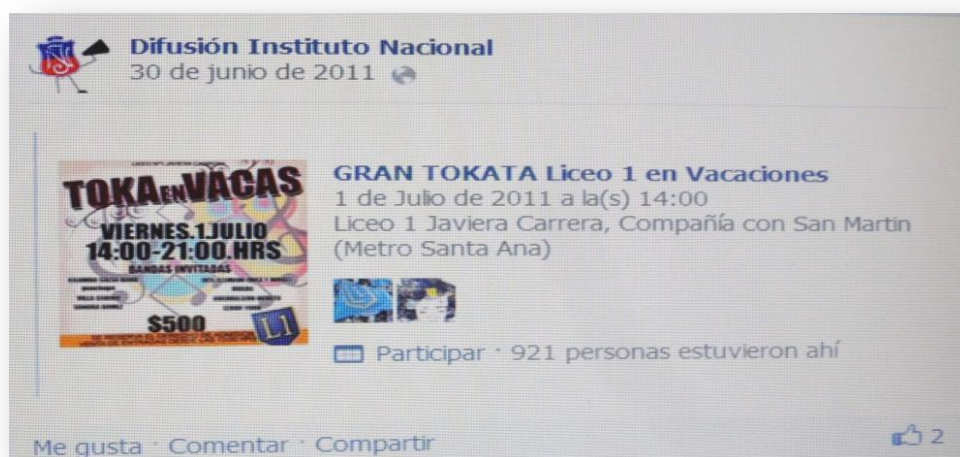 Difusión Instituto Nacional
30 de junio de 2011
TOKA EN VACAS
VIERNES.1 JULIO
14:00-21:00.HRS
BANDAS INVITADAS
$500
L1
GRAN TOKATA Liceo 1 en Vacaciones
1 de Julio de 2011 a la(s) 14:00
Liceo 1 Javiera Carrera, Compañía con San Martin
(Metro Santa Ana)
Participar · 921 personas estuvieron ahí
Me gusta · Comentar · Compartir
2